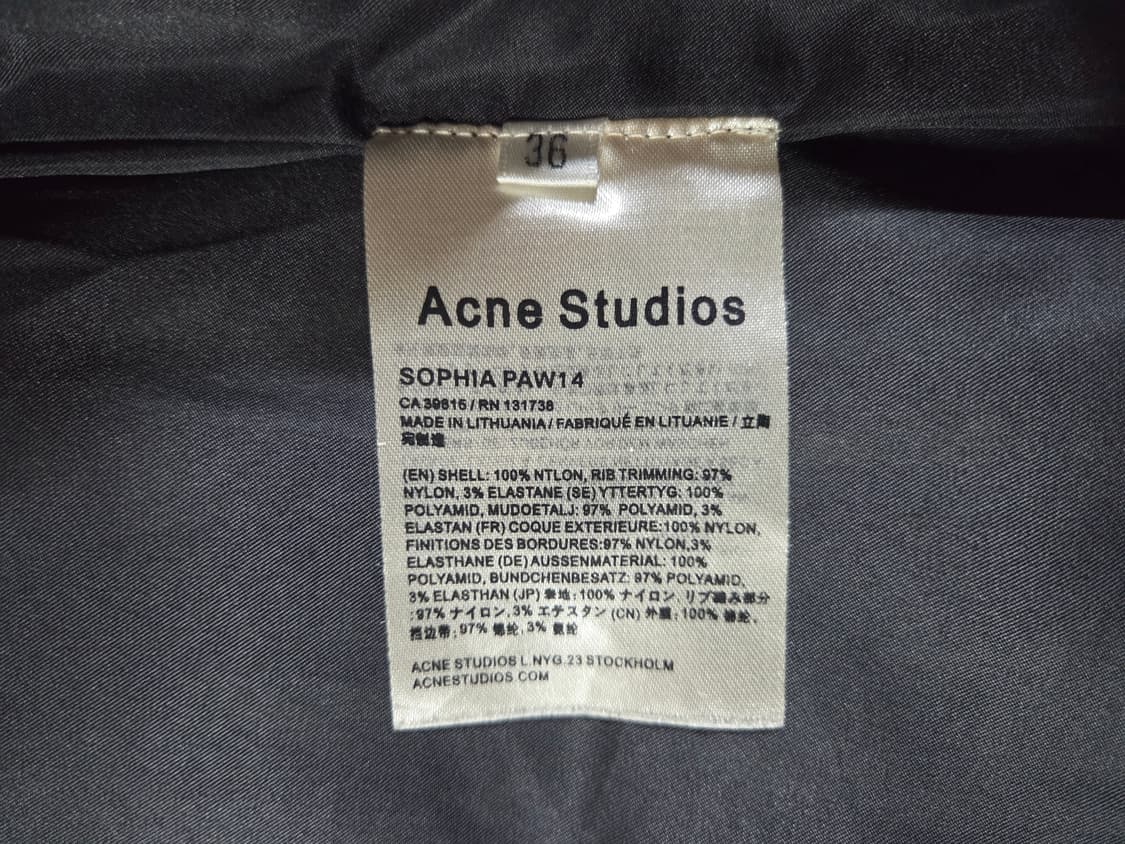 36
Acne Studios
SOPHIA PAW14
CA 39815 / RN 131738
MADE IN LITHUANIA / FABRIQUÉ EN LITUANIE / 立陶
宛制造
(EN) SHELL: 100% NTLON, RIB TRIMMING: 97%
NYLON, 3% ELASTANE (SE) YTTERTYG: 100%
POLYAMID, MUDOETALJ: 97% POLYAMID, 3%
ELASTAN (FR) COQUE EXTERIEURE:100% NYLON,
FINITIONS DES BORDURES:97% NYLON,3%
ELASTHANE (DE) AUSSENMATERIAL: 100%
POLYAMID, BUNDCHENBESATZ: 97% POLYAMID,
3% ELASTHAN (JP) 表地: 100% ナイロン, リブ編み部分
:97% ナイロン,3% エテスタン (CN) 外层: 100% 锦纶,
97% 锦纶, 3% 氨纶
ACNE STUDIOS L.NYG.23 STOCKHOLM
ACNESTUDIOS.COM